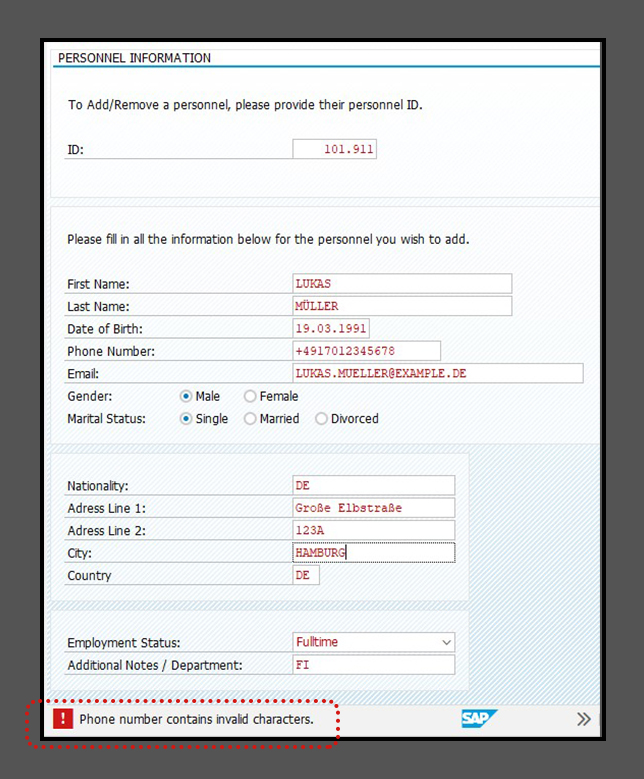 PERSONNEL INFORMATION
To Add/Remove a personnel, please provide their personnel ID.
ID: 101.911
Please fill in all the information below for the personnel you wish to add.
First Name: LUKAS
Last Name: MÜLLER
Date of Birth: 19.03.1991
Phone Number: +4917012345678
Email: LUKAS.MUELLER@EXAMPLE.DE
Gender: Male Female
Marital Status: Single Married Divorced
Nationality: DE
Adress Line 1: Große Elbstraße
Adress Line 2: 123A
City: HAMBURG
Country DE
Employment Status: Fulltime
Additional Notes / Department: FI
! Phone number contains invalid characters. SAP